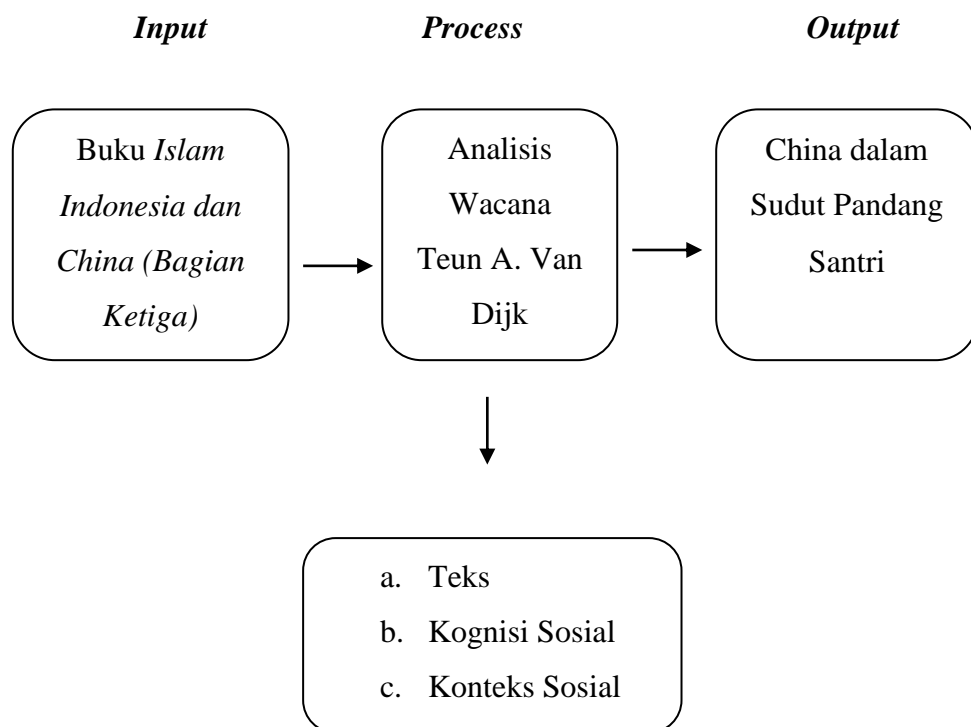 Input Process Output
Buku Islam
Indonesia dan
China (Bagian
Ketiga)
Analisis
Wacana
Teun A. Van
Dijk
China dalam
Sudut Pandang
Santri
a. Teks
b. Kognisi Sosial
c. Konteks Sosial